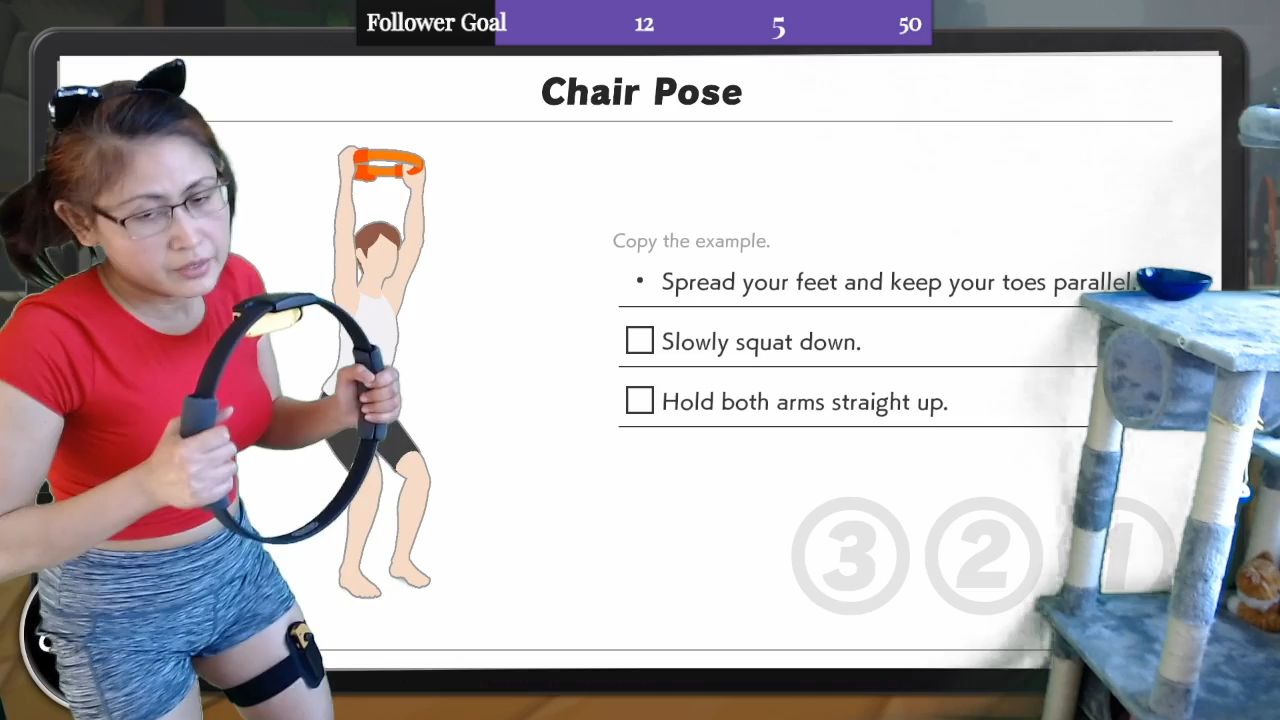 Follower Goal 12 5 50
Chair Pose
Copy the example.
• Spread your feet and keep your toes parallel.
Slowly squat down.
Hold both arms straight up.
3 2 1